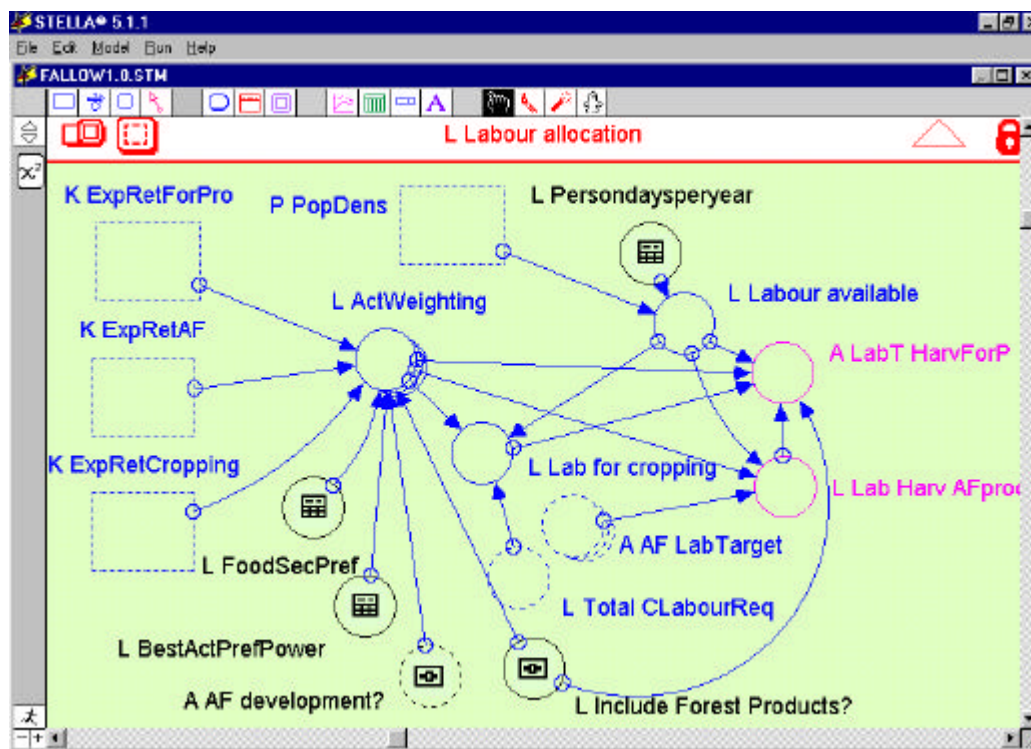 STELLA® 5.1.1
File Edit Model Run Help
FALLOW1.0.STM
A
L Labour allocation
x²
K ExpRetForPro
P PopDens
L Persondaysperyear
L ActWeighting
L Labour available
K ExpRetAF
A LabT HarvForP
K ExpRetCropping
L Lab for cropping
L Lab Harv AFproc
L FoodSecPref
A AF LabTarget
L Total CLabourReq
L BestActPrefPower
A AF development?
L Include Forest Products?